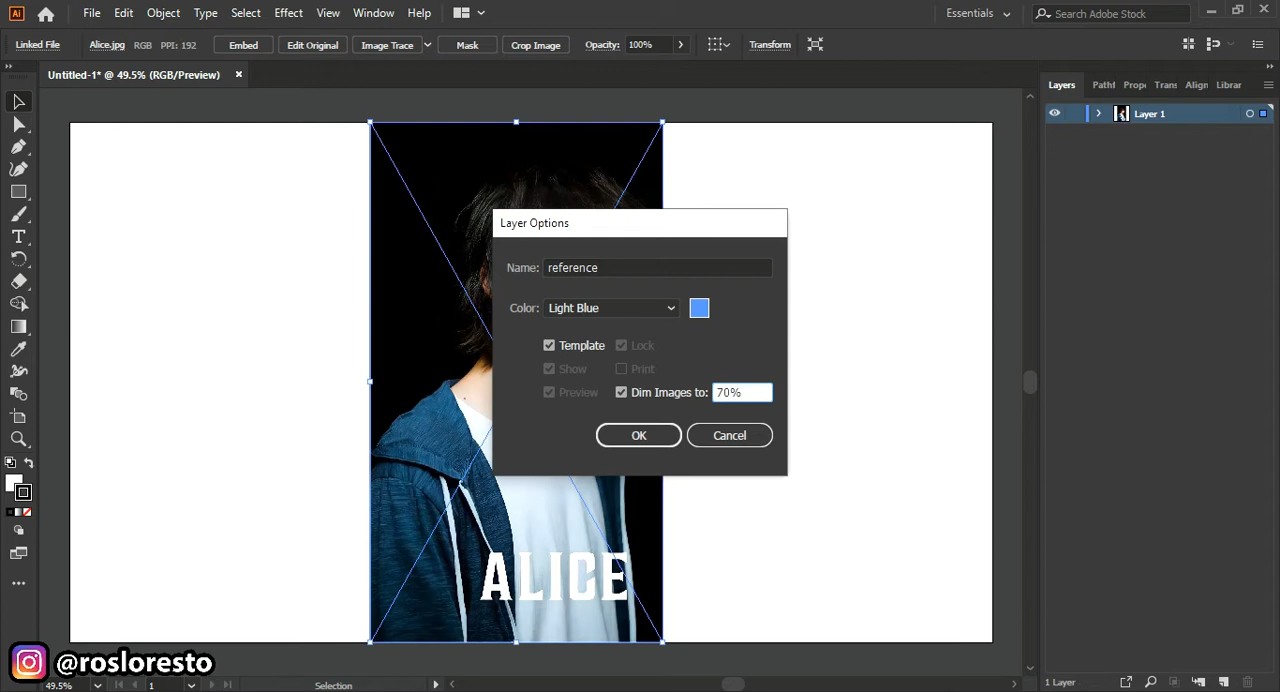 Ai File Edit Object Type Select Effect View Window Help Essentials Search Adobe Stock
Linked File Alice.jpg RGB PPI: 192 Embed Edit Original Image Trace Mask Crop Image Opacity: 100% Transform
Untitled-1* @ 49.5% (RGB/Preview) ×
Layers Pathf Prope Trans Align Librar
Layer 1
Layer Options
Name: reference
Color: Light Blue
Template Lock
Show Print
Preview Dim Images to: 70%
OK Cancel
ALICE
@rosloresto
49.5% 1 Selection 1 Layer